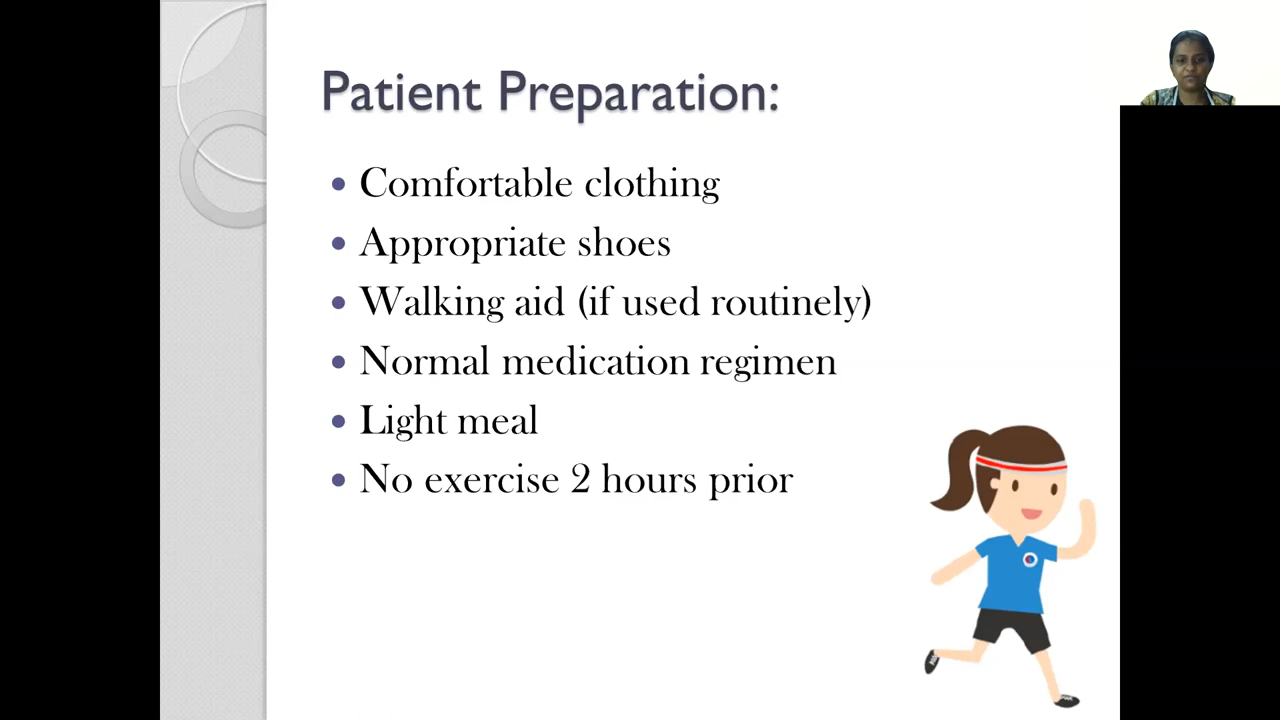 Patient Preparation:
• Comfortable clothing
• Appropriate shoes
• Walking aid (if used routinely)
• Normal medication regimen
• Light meal
• No exercise 2 hours prior